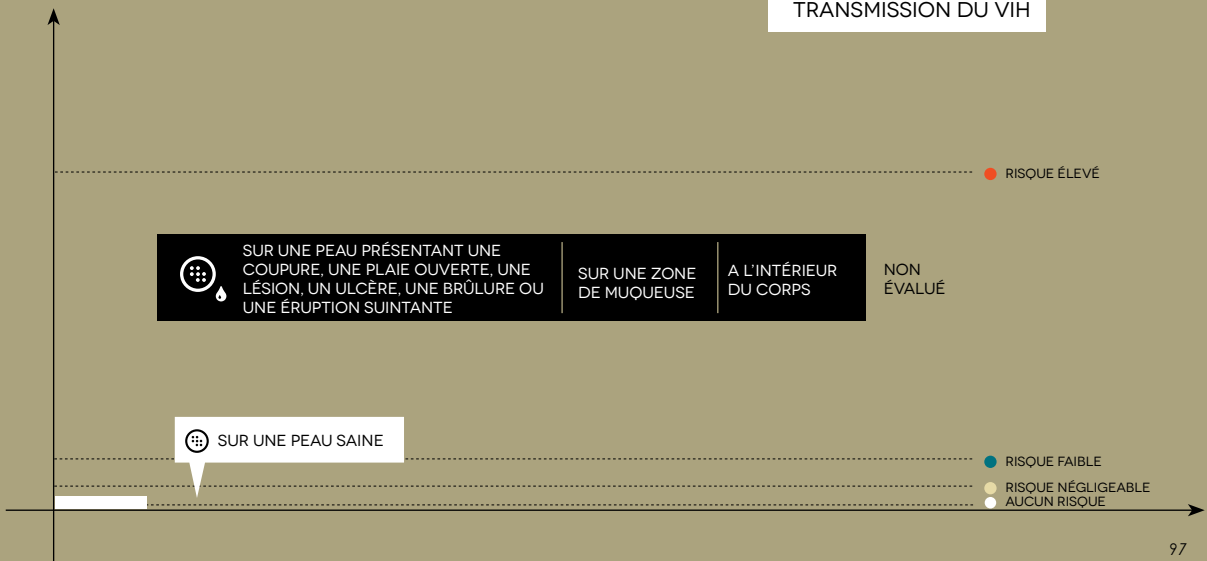 TRANSMISSION DU VIH
RISQUE ÉLEVÉ
SUR UNE PEAU PRÉSENTANT UNE
COUPURE, UNE PLAIE OUVERTE, UNE
LÉSION, UN ULCÈRE, UNE BRÛLURE OU
UNE ÉRUPTION SUINTANTE
SUR UNE ZONE
DE MUQUEUSE
A L'INTÉRIEUR
DU CORPS
NON
ÉVALUÉ
SUR UNE PEAU SAINE
RISQUE FAIBLE
RISQUE NÉGLIGEABLE
AUCUN RISQUE
97